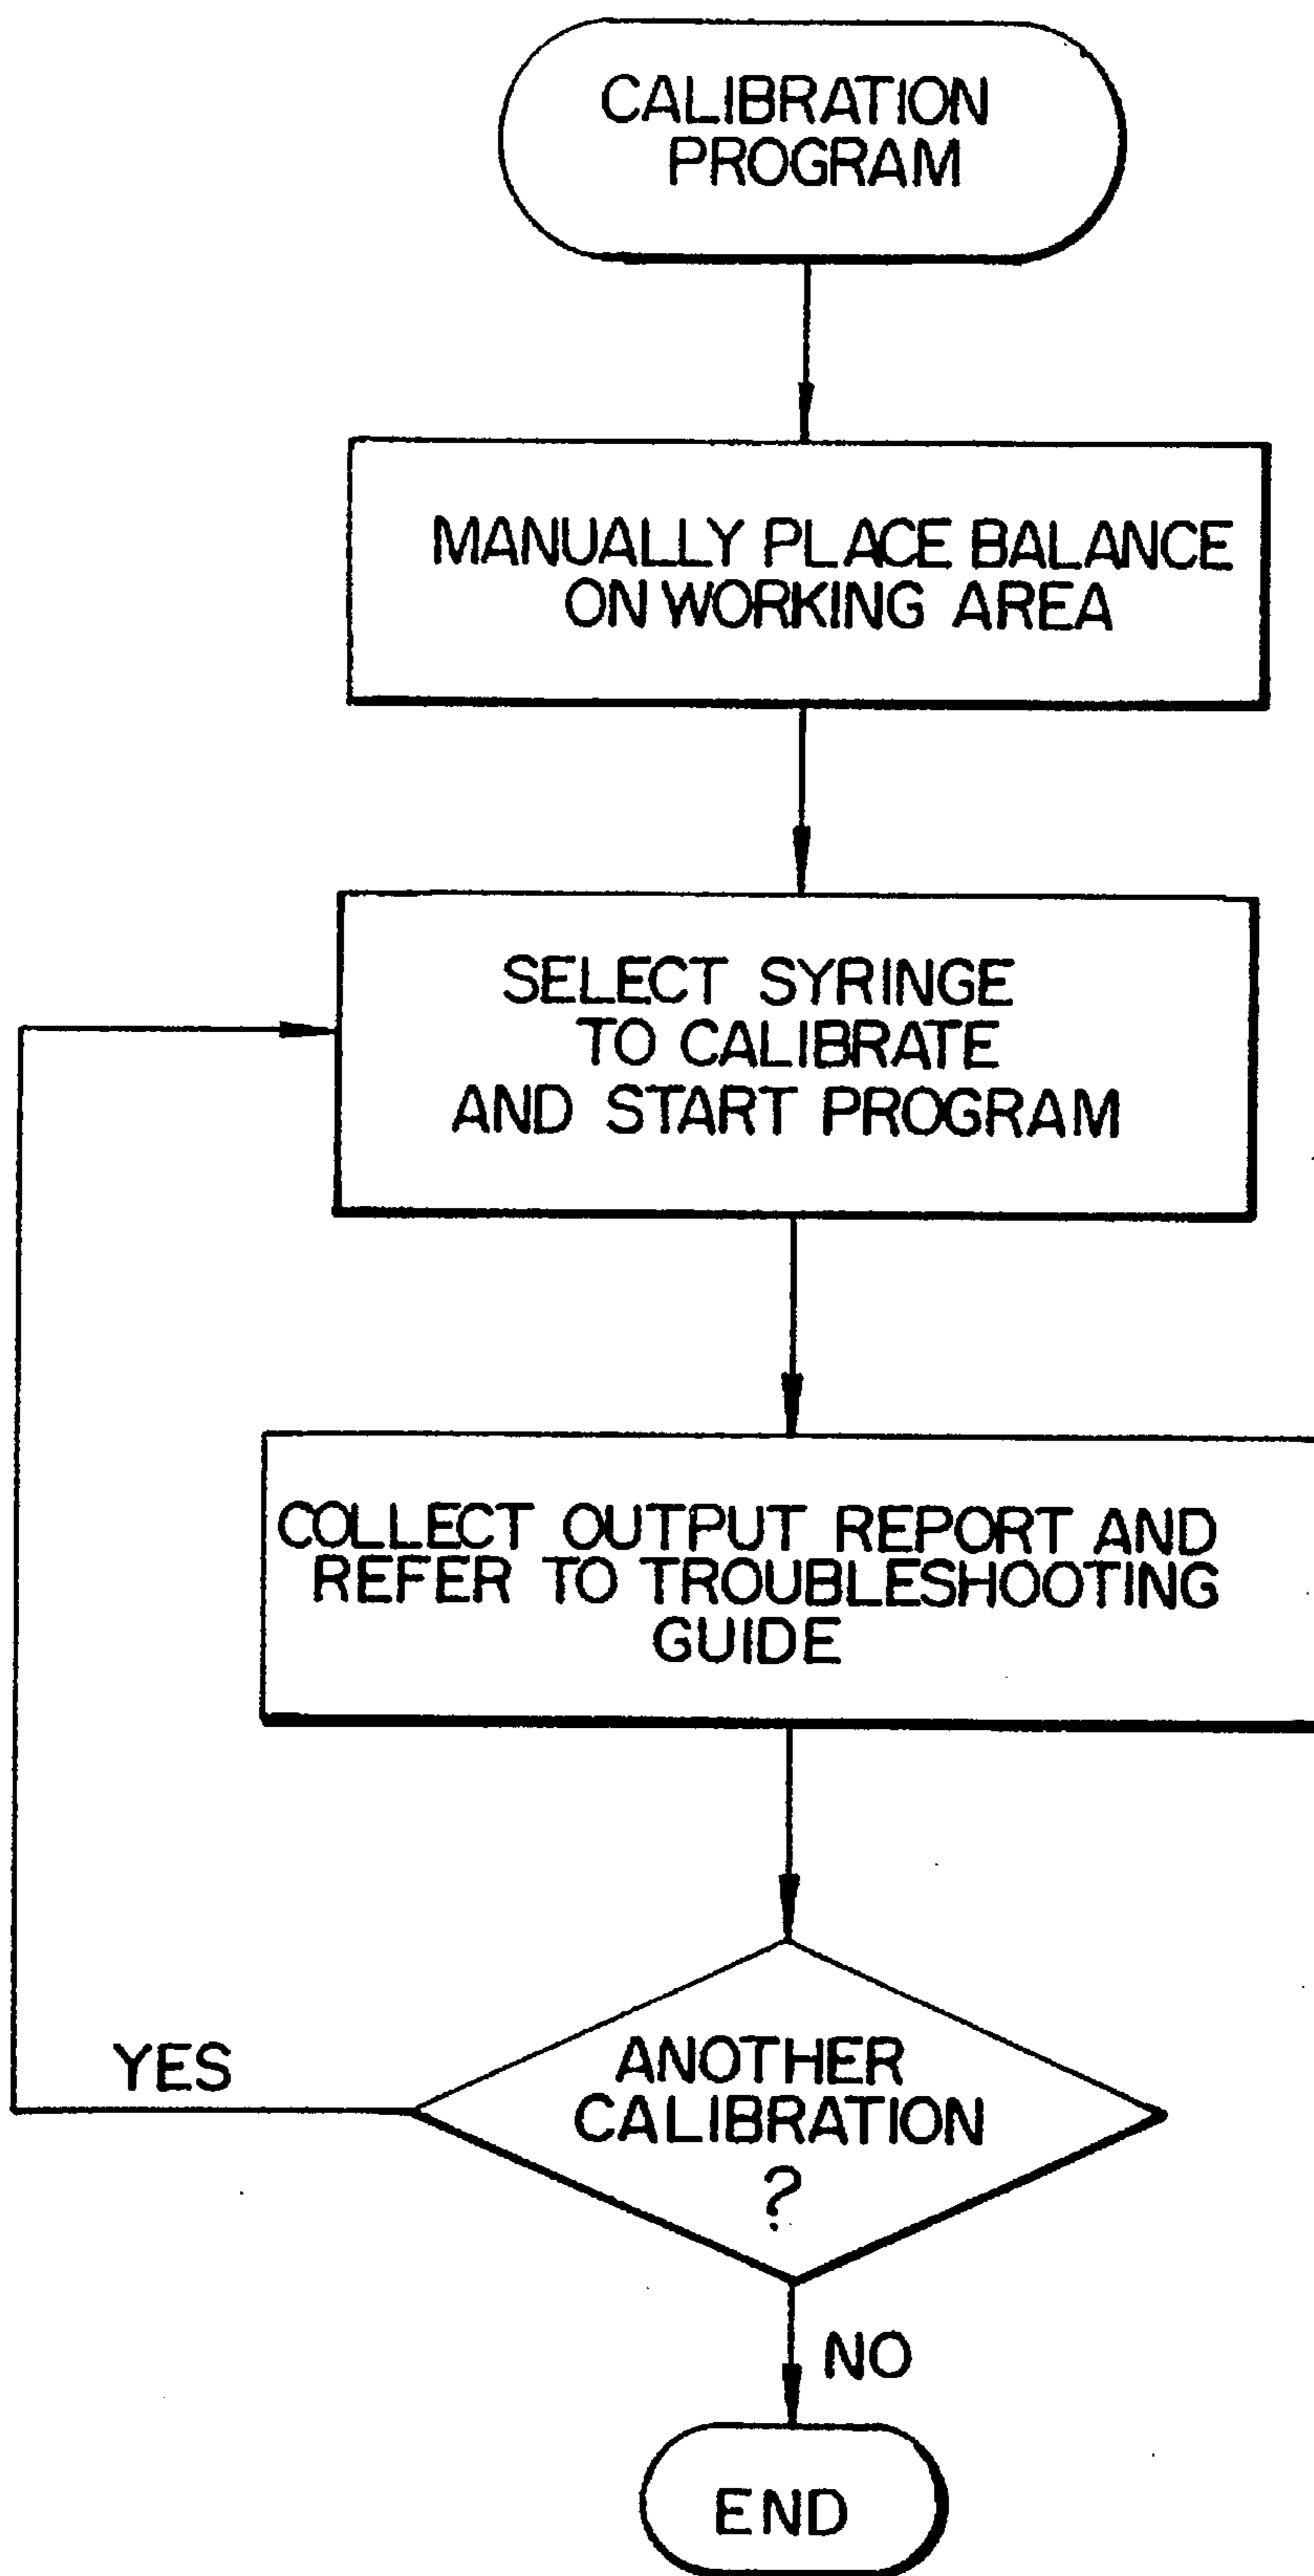 CALIBRATION
PROGRAM
MANUALLY PLACE BALANCE
ON WORKING AREA
SELECT SYRINGE
TO CALIBRATE
AND START PROGRAM
COLLECT OUTPUT REPORT AND
REFER TO TROUBLESHOOTING
GUIDE
ANOTHER
CALIBRATION
?
YES
NO
END